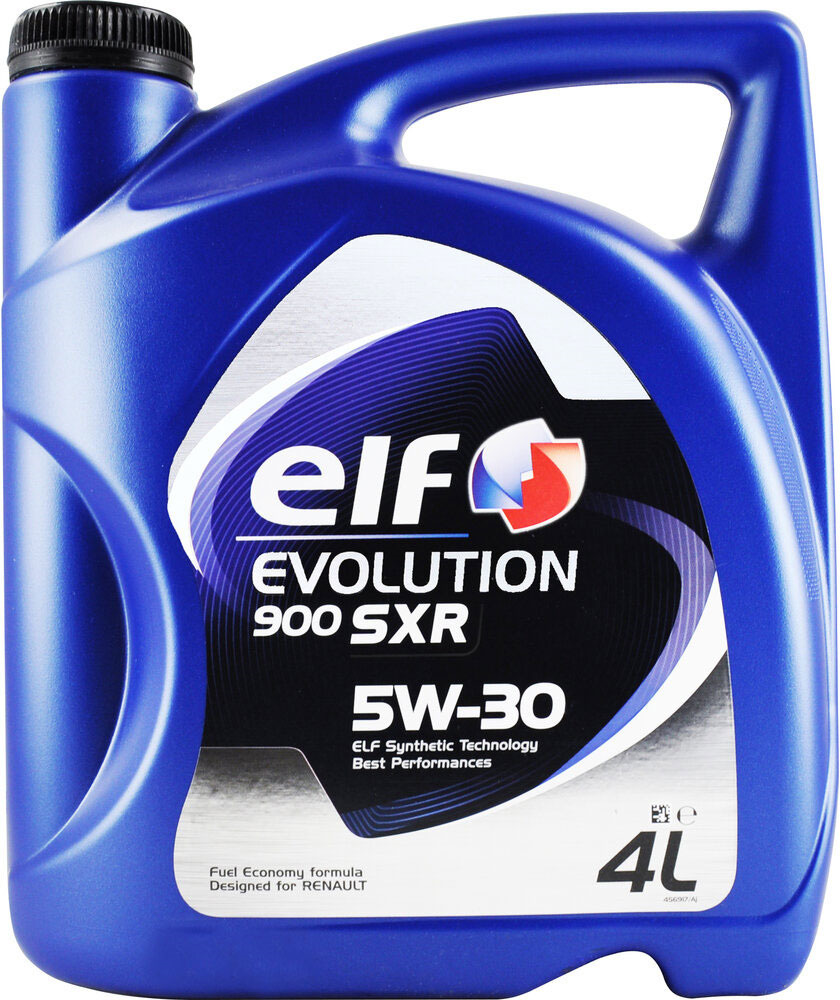 elf
EVOLUTION
900 SXR
5W-30
ELF Synthetic Technology
Best Performances
e
4L
Fuel Economy formula
Designed for RENAULT